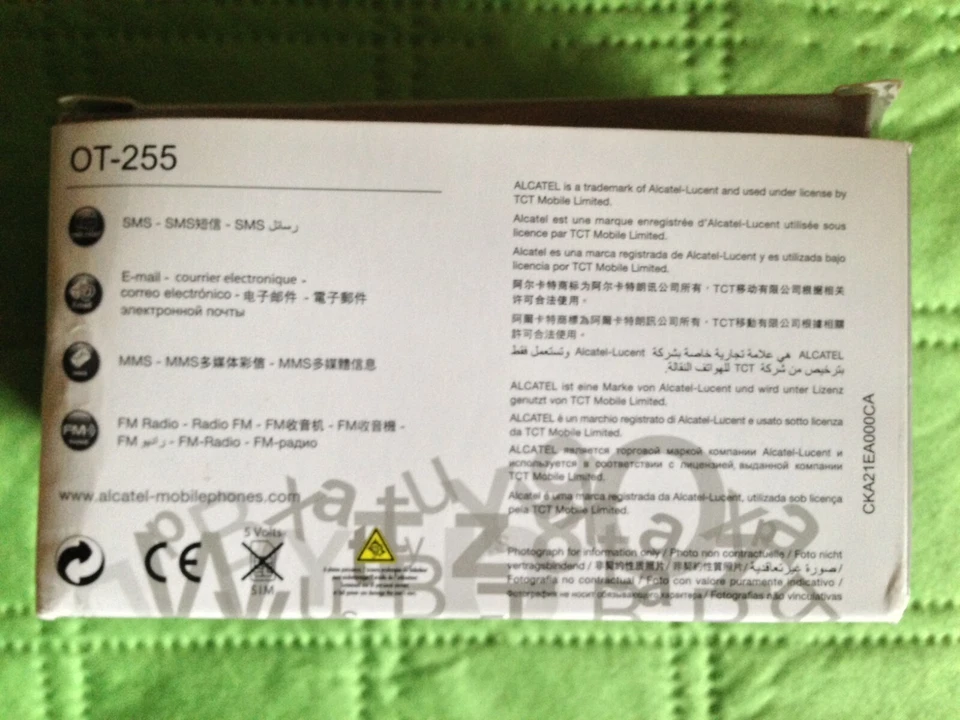 OT-255
SMS - SMS短信 - SMS رسائل
E-mail - courrier electronique -
correo electrónico - 电子邮件 - 電子郵件
электронной почты
MMS - MMS多媒体彩信 - MMS多媒體信息
FM
FM Radio - Radio FM - FM收音机 - FM收音機 -
FM راديو - FM-Radio - FM-радио
www.alcatel-mobilephones.com
CE
5 Volts
SIM
ALCATEL is a trademark of Alcatel-Lucent and used under license by
TCT Mobile Limited.
Alcatel est une marque enregistrée d'Alcatel-Lucent utilisée sous
licence par TCT Mobile Limited.
Alcatel es una marca registrada de Alcatel-Lucent y es utilizada bajo
licencia por TCT Mobile Limited.
阿尔卡特商标为阿尔卡特朗讯公司所有，TCT移动有限公司根据相关
许可合法使用。
阿爾卡特商標為阿爾卡特朗訊公司所有，TCT移動有限公司根據相關
許可合法使用。
ALCATEL هي علامة تجارية خاصة بشركة Alcatel-Lucent وتستعمل فقط
بترخيص من شركة TCT للهواتف النقالة.
ALCATEL ist eine Marke von Alcatel-Lucent und wird unter Lizenz
genutzt von TCT Mobile Limited.
ALCATEL è un marchio registrato di Alcatel-Lucent e usato sotto licenza
da TCT Mobile Limited.
ALCATEL является торговой маркой компании Alcatel-Lucent и
используется в соответствии с лицензией, выданной компании
TCT Mobile Limited.
Alcatel é uma marca registrada da Alcatel-Lucent, utilizada sob licença
pela TCT Mobile Limited.
Photograph for information only / Photo non contractuelle / Foto nicht
vertragsbindend / 非契约性质照片 / 非契約性質照片 / صورة غير تعاقدية /
Fotografía no contractual / Foto con valore puramente indicativo /
Фотография не носит обязывающего характера / Fotografias não vinculativas
CKA21EA000CA